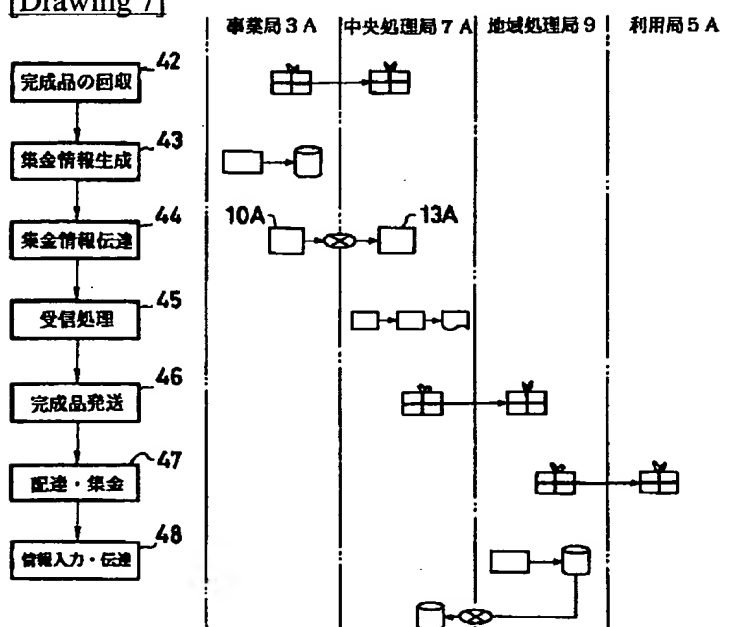 [Drawing 7]
事業局3A 中央処理局7A 地域処理局9 利用局5A
42
完成品の回収
43
集金情報生成
44
集金情報伝達
10A 13A
45
受信処理
46
完成品発送
47
配達・集金
48
情報入力・伝達